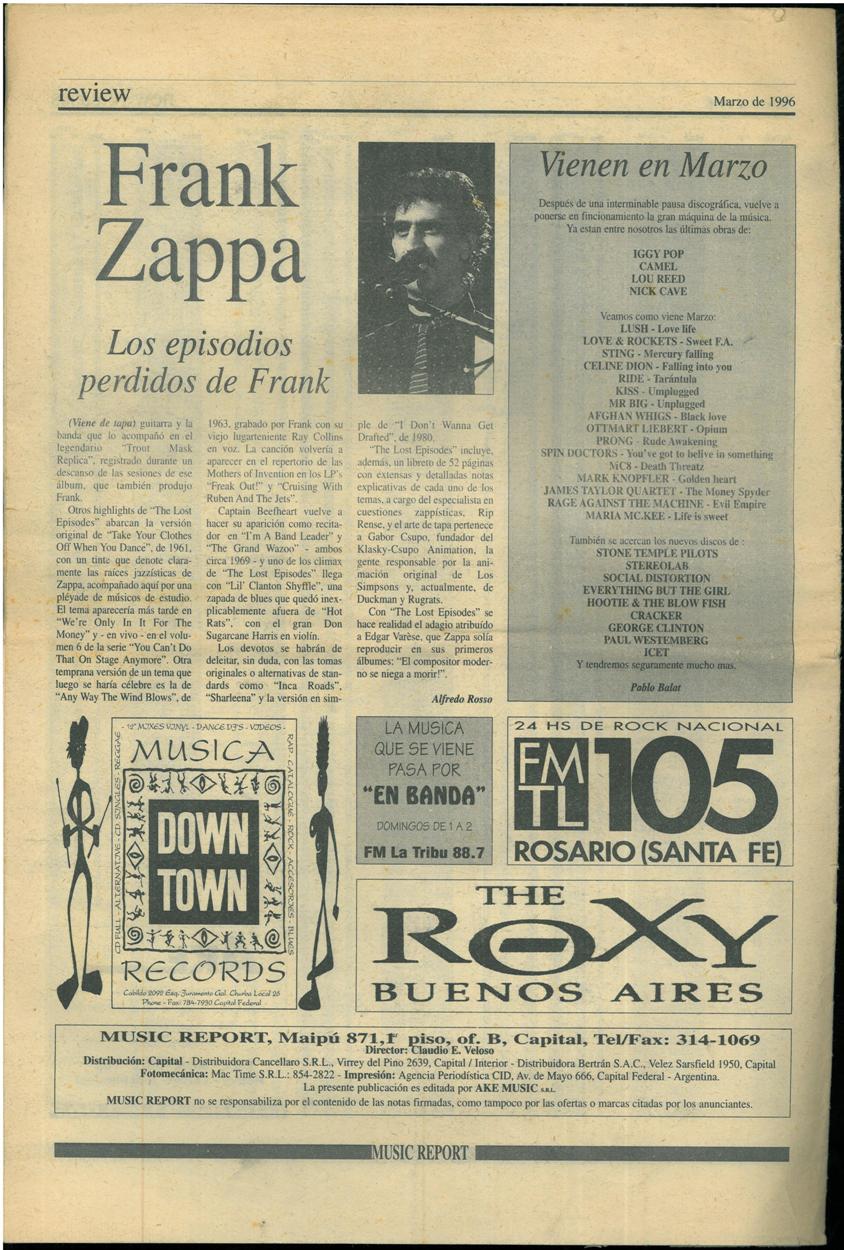 review
Marzo de 1996
Frank
Zappa
Los episodios
perdidos de Frank
(Viene de tapa) guitarra y la
banda que lo acompañó en el
legendario "Trout Mask
Replica", registrado durante un
descanso de las sesiones de ese
álbum, que también produjo
Frank.
Otros highlights de "The Lost
Episodes" abarcan la versión
original de "Take Your Clothes
Off When You Dance", de 1961,
con un tinte que denote clara-
mente las raíces jazzísticas de
Zappa, acompañado aquí por una
pléyade de músicos de estudio.
El tema aparecería más tarde en
"We're Only In It For The
Money" y - en vivo - en el volu-
men 6 de la serie "You Can't Do
That On Stage Anymore". Otra
temprana versión de un tema que
luego se haría célebre es la de
"Any Way The Wind Blows", de
1963, grabado por Frank con su
viejo lugarteniente Ray Collins
en voz. La canción volvería a
aparecer en el repertorio de las
Mothers of Invention en los LP's
"Freak Out!" y "Cruising With
Ruben And The Jets".
Captain Beefheart vuelve a
hacer su aparición como recita-
dor en "I'm A Band Leader" y
"The Grand Wazoo" - ambos
circa 1969 - y uno de los climax
de "The Lost Episodes" llega
con "Lil' Clanton Shyffle", una
zapada de blues que quedó inex-
plicablemente afuera de "Hot
Rats", con el gran Don
Sugarcane Harris en violín.
Los devotos se habrán de
deleitar, sin duda, con las tomas
originales o alternativas de stan-
dards como "Inca Roads",
"Sharleena" y la versión en sim-
ple de "I Don't Wanna Get
Drafted", de 1980.
"The Lost Episodes" incluye,
además, un libreto de 52 páginas
con extensas y detalladas notas
explicativas de cada uno de los
temas, a cargo del especialista en
cuestiones zappísticas, Rip
Rense, y el arte de tapa pertenece
a Gabor Csupo, fundador del
Klasky-Csupo Animation, la
gente responsable por la ani-
mación original de Los
Simpsons y, actualmente, de
Duckman y Rugrats.
Con "The Lost Episodes" se
hace realidad el adagio atribuído
a Edgar Varèse, que Zappa solía
reproducir en sus primeros
álbumes: "El compositor moder-
no se niega a morir!".
Alfredo Rosso
Vienen en Marzo
Después de una interminable pausa discográfica, vuelve a
ponerse en fincionamiento la gran máquina de la música.
Ya estan entre nosotros las últimas obras de:
IGGY POP
CAMEL
LOU REED
NICK CAVE
Veamos como viene Marzo:
LUSH - Love life
LOVE & ROCKETS - Sweet F.A.
STING - Mercury falling
CELINE DION - Falling into you
RIDE - Tarántula
KISS - Umplugged
MR BIG - Unplugged
AFGHAN WHIGS - Black love
OTTMART LIEBERT - Opium
PRONG - Rude Awakening
SPIN DOCTORS - You've got to belive in something
MC8 - Death Threatz
MARK KNOPFLER - Golden heart
JAMES TAYLOR QUARTET - The Money Spyder
RAGE AGAINST THE MACHINE - Evil Empire
MARIA MC.KEE - Life is sweet
También se acercan los nuevos discos de :
STONE TEMPLE PILOTS
STEREOLAB
SOCIAL DISTORTION
EVERYTHING BUT THE GIRL
HOOTIE & THE BLOW FISH
CRACKER
GEORGE CLINTON
PAUL WESTEMBERG
ICET
Y tendremos seguramente mucho mas.
Pablo Balat
- 12" MIXES VINYL - DANCE DJ'S - VIDEOS -
CD FULL - ALTERNATIVE - CD. SINGLES - REGGAE
RAP - CATALOGUE - ROCK - ACCESORIES - BLUES
MUSICA
DOWN
TOWN
RECORDS
Cabildo 2092 Esq. Juramento Gal. Churba Local 25
Phone - Fax: 784-7930 Capital Federal
LA MUSICA
QUE SE VIENE
PASA POR
"EN BANDA"
DOMINGOS DE 1 A 2
FM La Tribu 88.7
24 HS DE ROCK NACIONAL
FM
TL
105
ROSARIO (SANTA FE)
THE
ROXY
BUENOS AIRES
MUSIC REPORT, Maipú 871,1º piso, of. B, Capital, Tel/Fax: 314-1069
Director: Claudio E. Veloso
Distribución: Capital - Distribuidora Cancellaro S.R.L., Virrey del Pino 2639, Capital / Interior - Distribuidora Bertrán S.A.C., Velez Sarsfield 1950, Capital
Fotomecánica: Mac Time S.R.L.: 854-2822 - Impresión: Agencia Periodística CID, Av. de Mayo 666, Capital Federal - Argentina.
La presente publicación es editada por AKE MUSIC S.R.L.
MUSIC REPORT no se responsabiliza por el contenido de las notas firmadas, como tampoco por las ofertas o marcas citadas por los anunciantes.
MUSIC REPORT